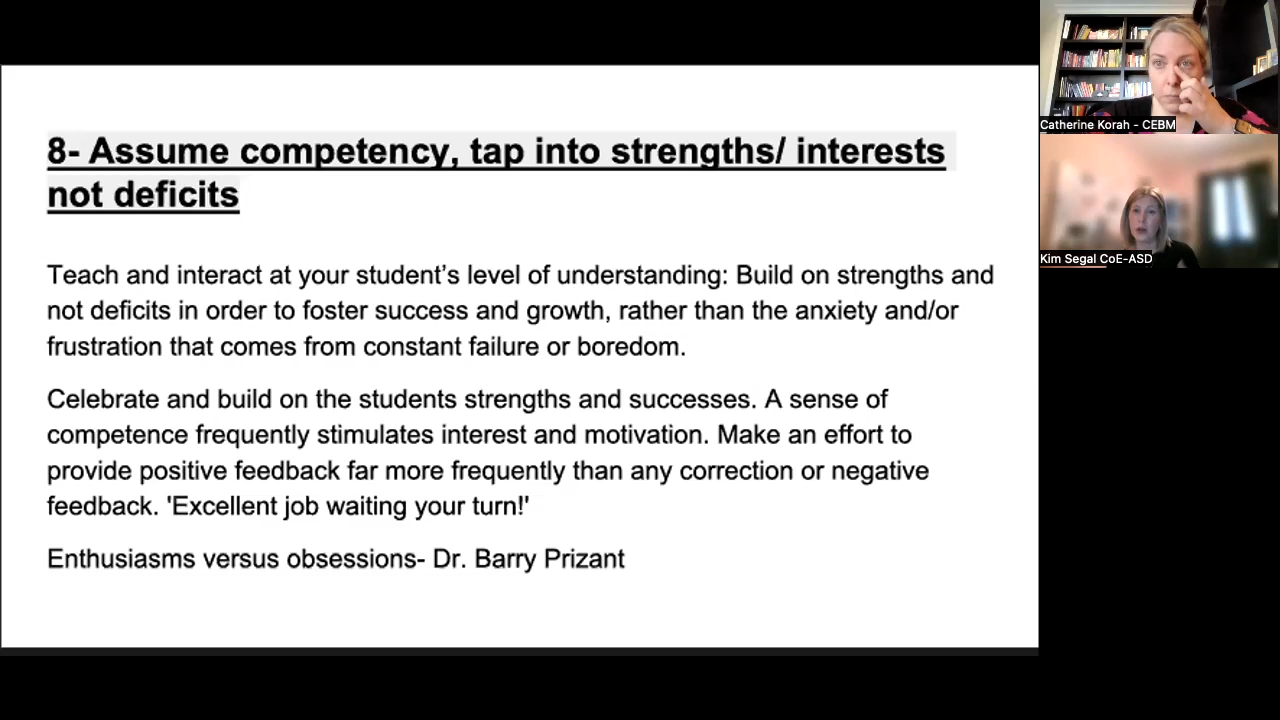 8- Assume competency, tap into strengths/ interests
not deficits
Teach and interact at your student’s level of understanding: Build on strengths and
not deficits in order to foster success and growth, rather than the anxiety and/or
frustration that comes from constant failure or boredom.
Celebrate and build on the students strengths and successes. A sense of
competence frequently stimulates interest and motivation. Make an effort to
provide positive feedback far more frequently than any correction or negative
feedback. 'Excellent job waiting your turn!'
Enthusiasms versus obsessions- Dr. Barry Prizant
Catherine Korah - CEBM
Kim Segal CoE-ASD